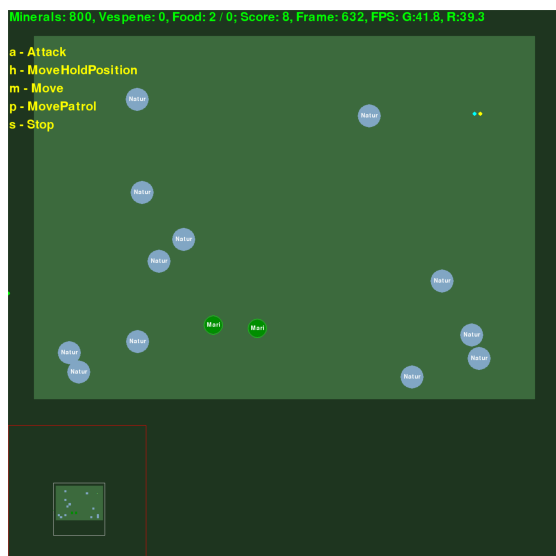 Minerals: 800, Vespene: 0, Food: 2 / 0; Score: 8, Frame: 632, FPS: G:41.8, R:39.3
a - Attack
h - MoveHoldPosition
m - Move
p - MovePatrol
s - Stop
Natur
Natur
Natur
Natur
Natur
Natur
Mari
Mari
Natur
Natur
Natur
Natur
Natur
Natur